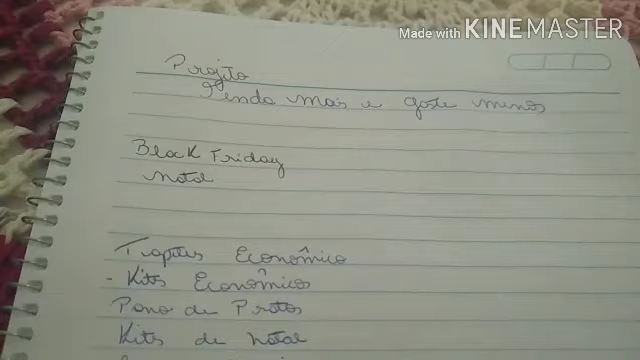 Made with KINEMASTER
Projeto
Venda mais e gaste menos
Black Friday
Natal
Tapetes Econômico
- Kits Econômicos
Pano de Pratos
Kits de Natal